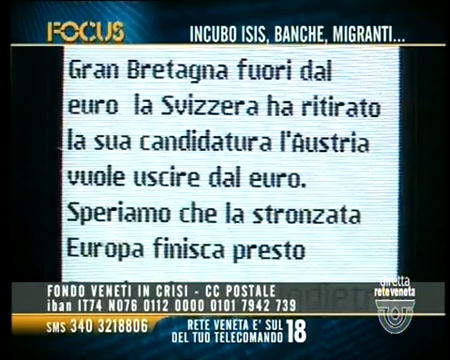 FOCUS
INCUBO ISIS, BANCHE, MIGRANTI...
Gran Bretagna fuori dal
euro la Svizzera ha ritirato
la sua candidatura l'Austria
vuole uscire dal euro.
Speriamo che la stronzata
Europa finisca presto
FONDO VENETI IN CRISI - CC POSTALE
iban IT74 N076 0112 0000 0101 7942 739
diretta
reteveneta
SMS 340 3218806
RETE VENETA E' SUL
DEL TUO TELECOMANDO 18